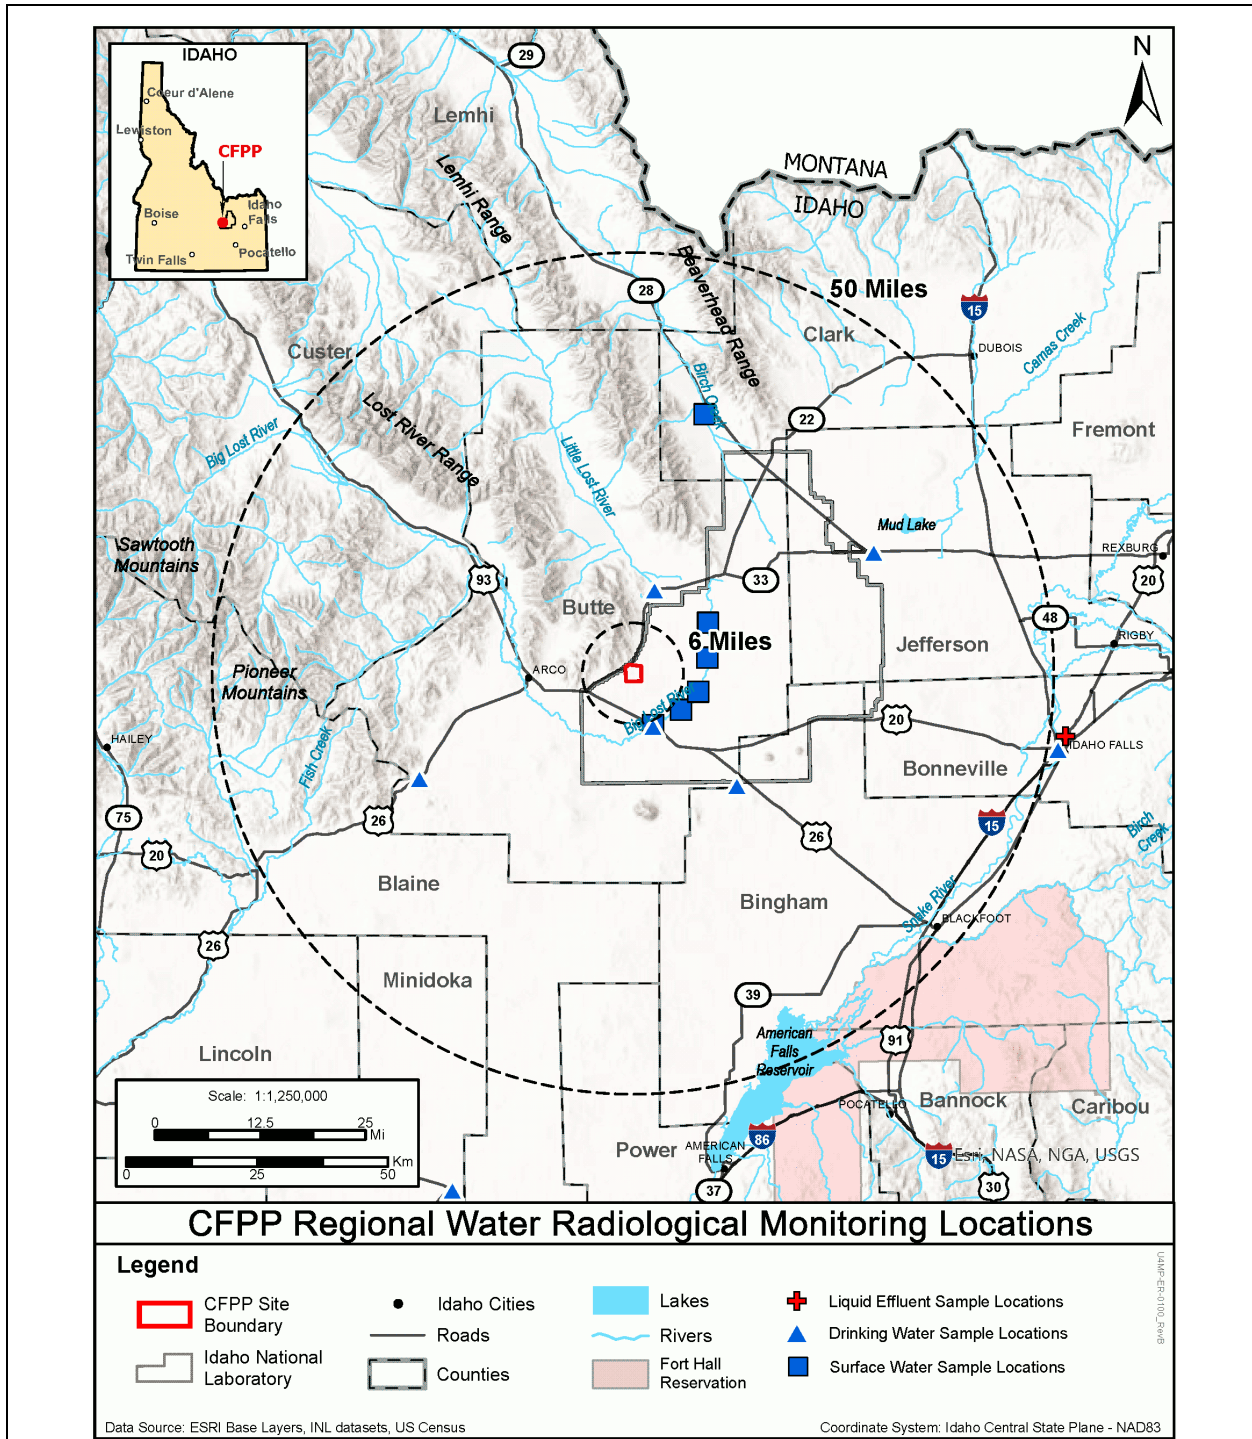 IDAHO
Coeur d'Alene
Lewiston
CFPP
Boise
Idaho
Falls
Twin Falls
Pocatello
N
29
Lemhi
Lemhi Range
MONTANA
IDAHO
50 Miles
28
Beaverhead Range
15
Clark
DUBOIS
Camas Creek
Custer
Birch Creek
22
Lost River Range
Big Lost River
Little Lost River
Fremont
Mud Lake
Sawtooth
Mountains
REXBURG
93
33
20
Butte
48
6 Miles
RIGBY
Jefferson
ARCO
Pioneer
Mountains
Big Lost River
20
HAILEY
IDAHO FALLS
Fish Creek
Bonneville
75
26
15
26
Birch
Creek
20
Blaine
Bingham
Snake River
BLACKFOOT
26
Minidoka
39
American
Falls
Reservoir
91
Lincoln
Scale: 1:1,250,000
0 12.5 25
Mi
Km
0 25 50
POCATELLO
Bannock
Caribou
86
Power
AMERICAN
FALLS
15
Esri, NASA, NGA, USGS
37
30
CFPP Regional Water Radiological Monitoring Locations
Legend
CFPP Site
Boundary
Idaho National
Laboratory
Idaho Cities
Roads
Counties
Lakes
Rivers
Fort Hall
Reservation
Liquid Effluent Sample Locations
Drinking Water Sample Locations
Surface Water Sample Locations
U4MP-ER-0100_RevB
Data Source: ESRI Base Layers, INL datasets, US Census
Coordinate System: Idaho Central State Plane - NAD83